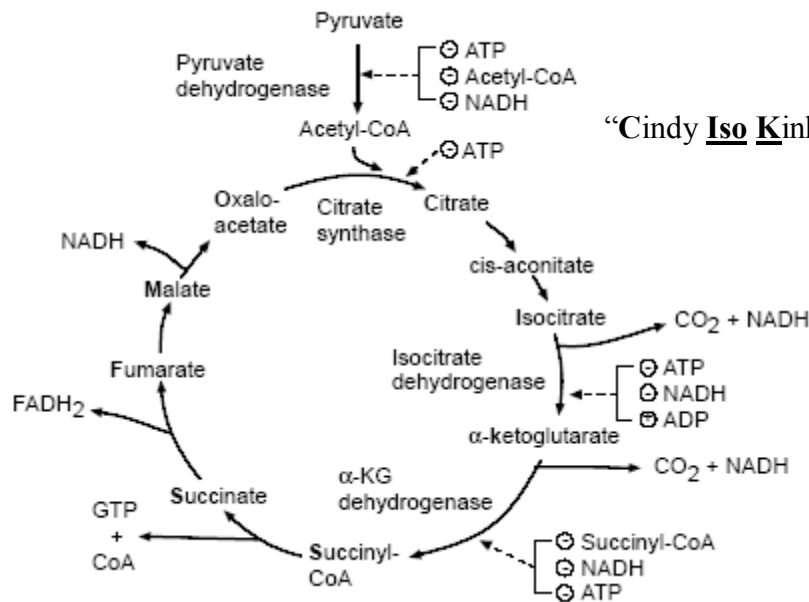 Pyruvate
Pyruvate
dehydrogenase
⊖ ATP
⊖ Acetyl-CoA
⊖ NADH
Acetyl-CoA
“Cindy Iso
⊖ ATP
Oxalo-
acetate
Citrate
synthase
Citrate
NADH
cis-aconitate
Malate
Isocitrate
CO2 + NADH
Isocitrate
dehydrogenase
⊖ ATP
⊖ NADH
⊕ ADP
Fumarate
FADH2
α-ketoglutarate
CO2 + NADH
α-KG
dehydrogenase
Succinate
GTP
+
CoA
Succinyl-
CoA
⊖ Succinyl-CoA
⊖ NADH
⊖ ATP